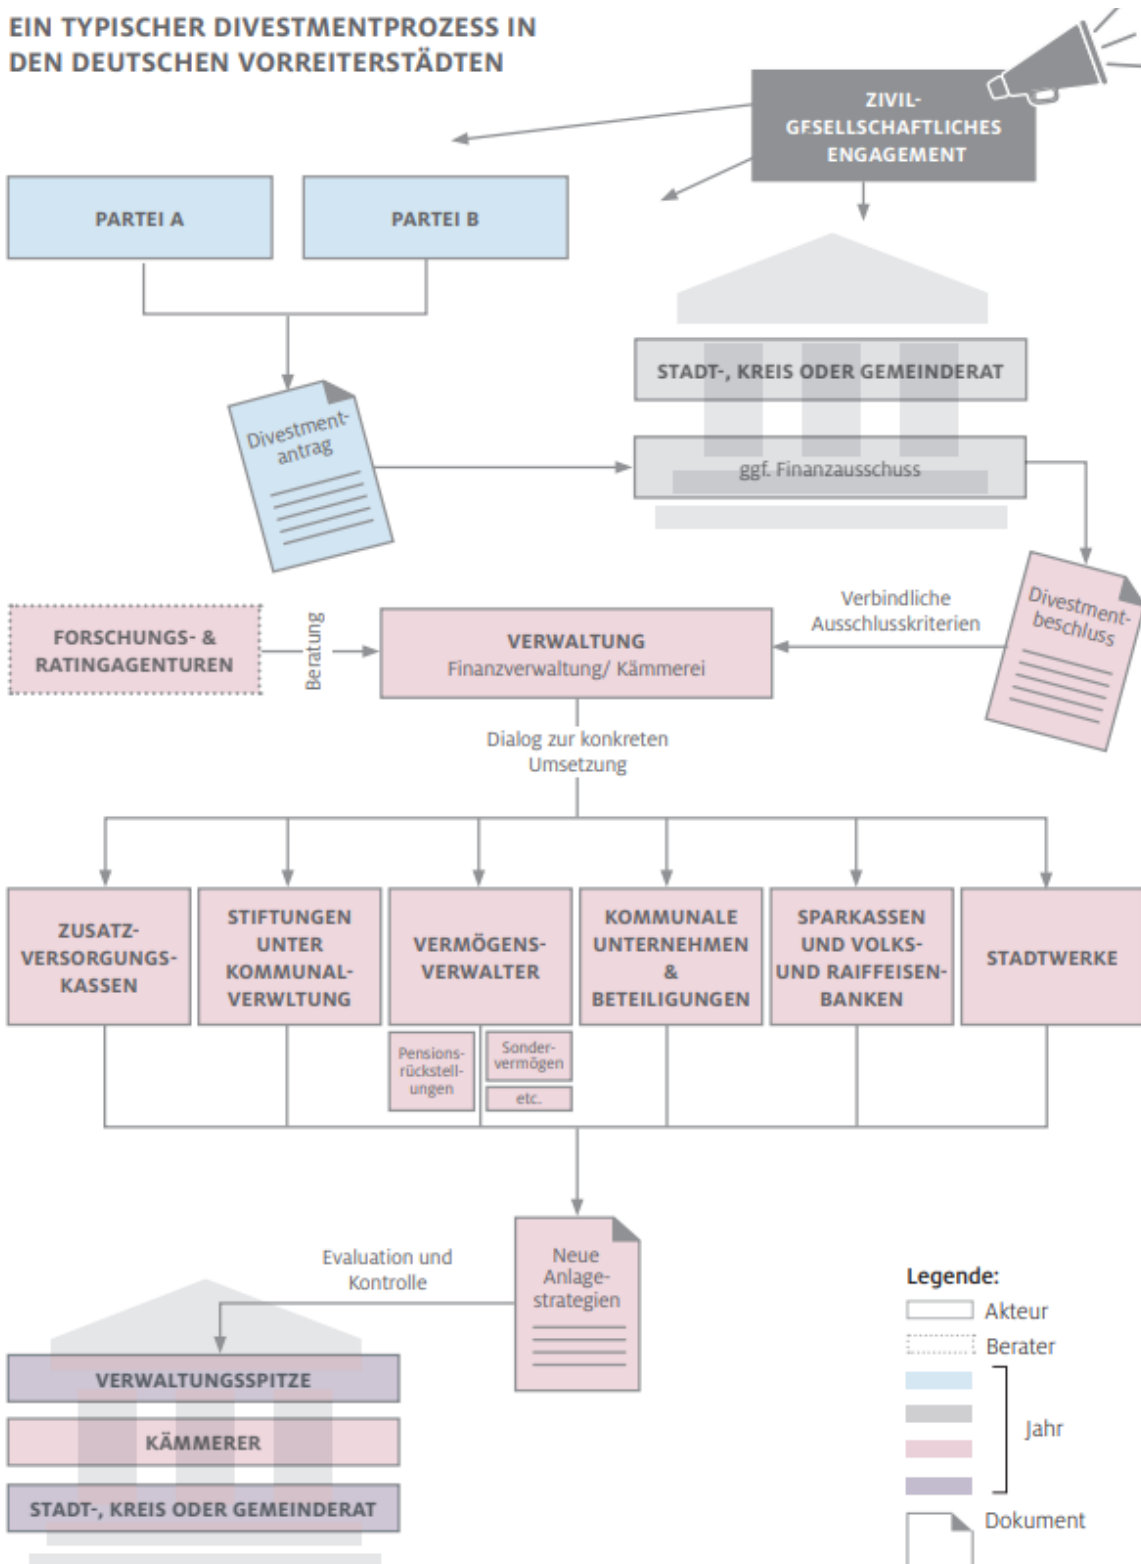 EIN TYPISCHER DIVESTMENTPROZESS IN
DEN DEUTSCHEN VORREITERSTÄDTEN
ZIVIL-
GESELLSCHAFTLICHES
ENGAGEMENT
PARTEI A
PARTEI B
STADT-, KREIS ODER GEMEINDERAT
Divestment-
antrag
ggf. Finanzausschuss
Divestment-
beschluss
Verbindliche
Ausschlusskriterien
FORSCHUNGS- &
RATINGAGENTUREN
Beratung
VERWALTUNG
Finanzverwaltung/ Kämmerei
Dialog zur konkreten
Umsetzung
ZUSATZ-
VERSORGUNGS-
KASSEN
STIFTUNGEN
UNTER
KOMMUNAL-
VERWLTUNG
VERMÖGENS-
VERWALTER
KOMMUNALE
UNTERNEHMEN
&
BETEILIGUNGEN
SPARKASSEN
UND VOLKS-
UND RAIFFEISEN-
BANKEN
STADTWERKE
Pensions-
rückstell-
ungen
Sonder-
vermögen
etc.
Neue
Anlage-
strategien
Evaluation und
Kontrolle
VERWALTUNGSSPITZE
KÄMMERER
STADT-, KREIS ODER GEMEINDERAT
Legende:
Akteur
Berater
Jahr
Dokument